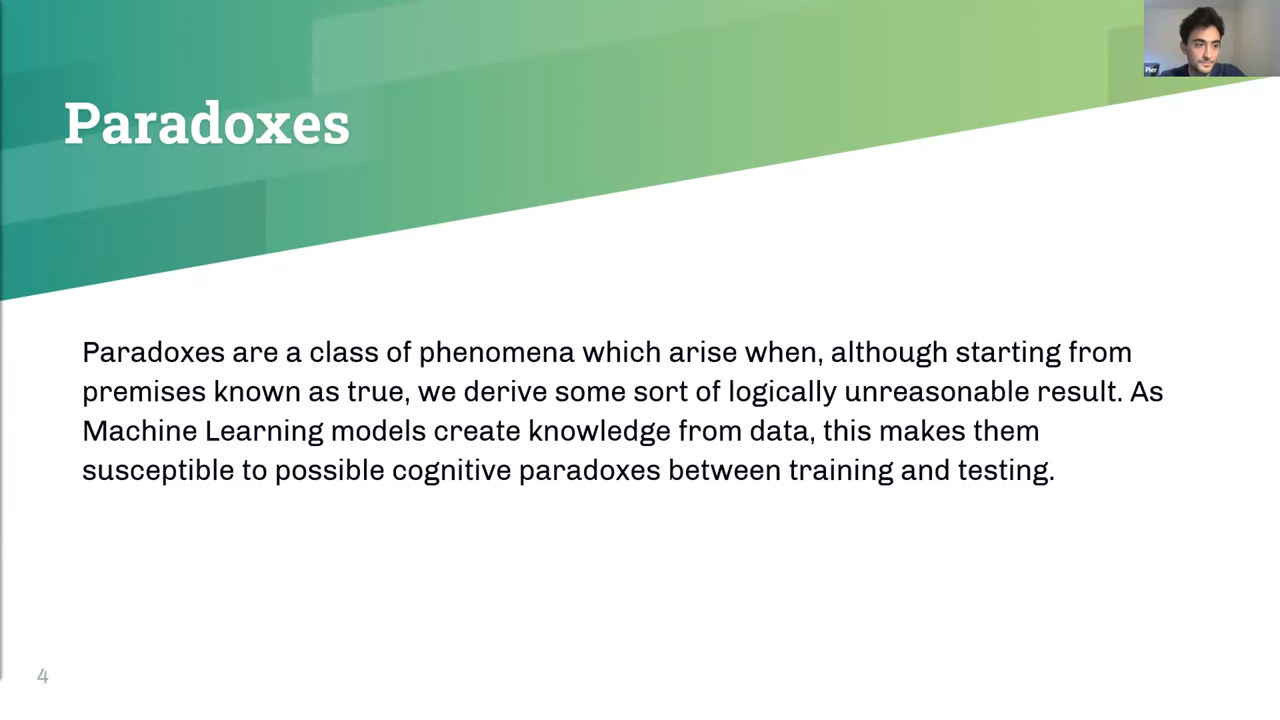 Pier
Paradoxes
Paradoxes are a class of phenomena which arise when, although starting from
premises known as true, we derive some sort of logically unreasonable result. As
Machine Learning models create knowledge from data, this makes them
susceptible to possible cognitive paradoxes between training and testing.
4